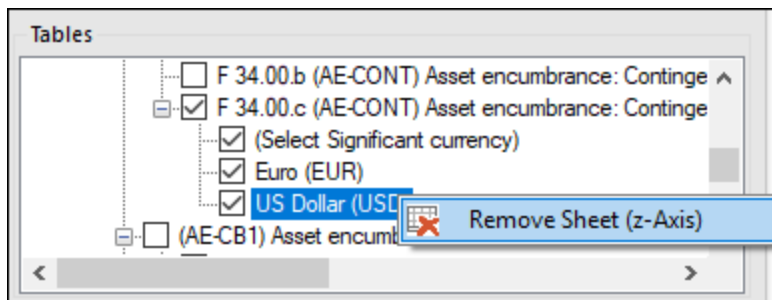 Tables
F 34.00.b (AE-CONT) Asset encumbrance: Continge
F 34.00.c (AE-CONT) Asset encumbrance: Continge
(Select Significant currency)
Euro (EUR)
US Dollar (USD
Remove Sheet (z-Axis)
(AE-CB1) Asset encumb